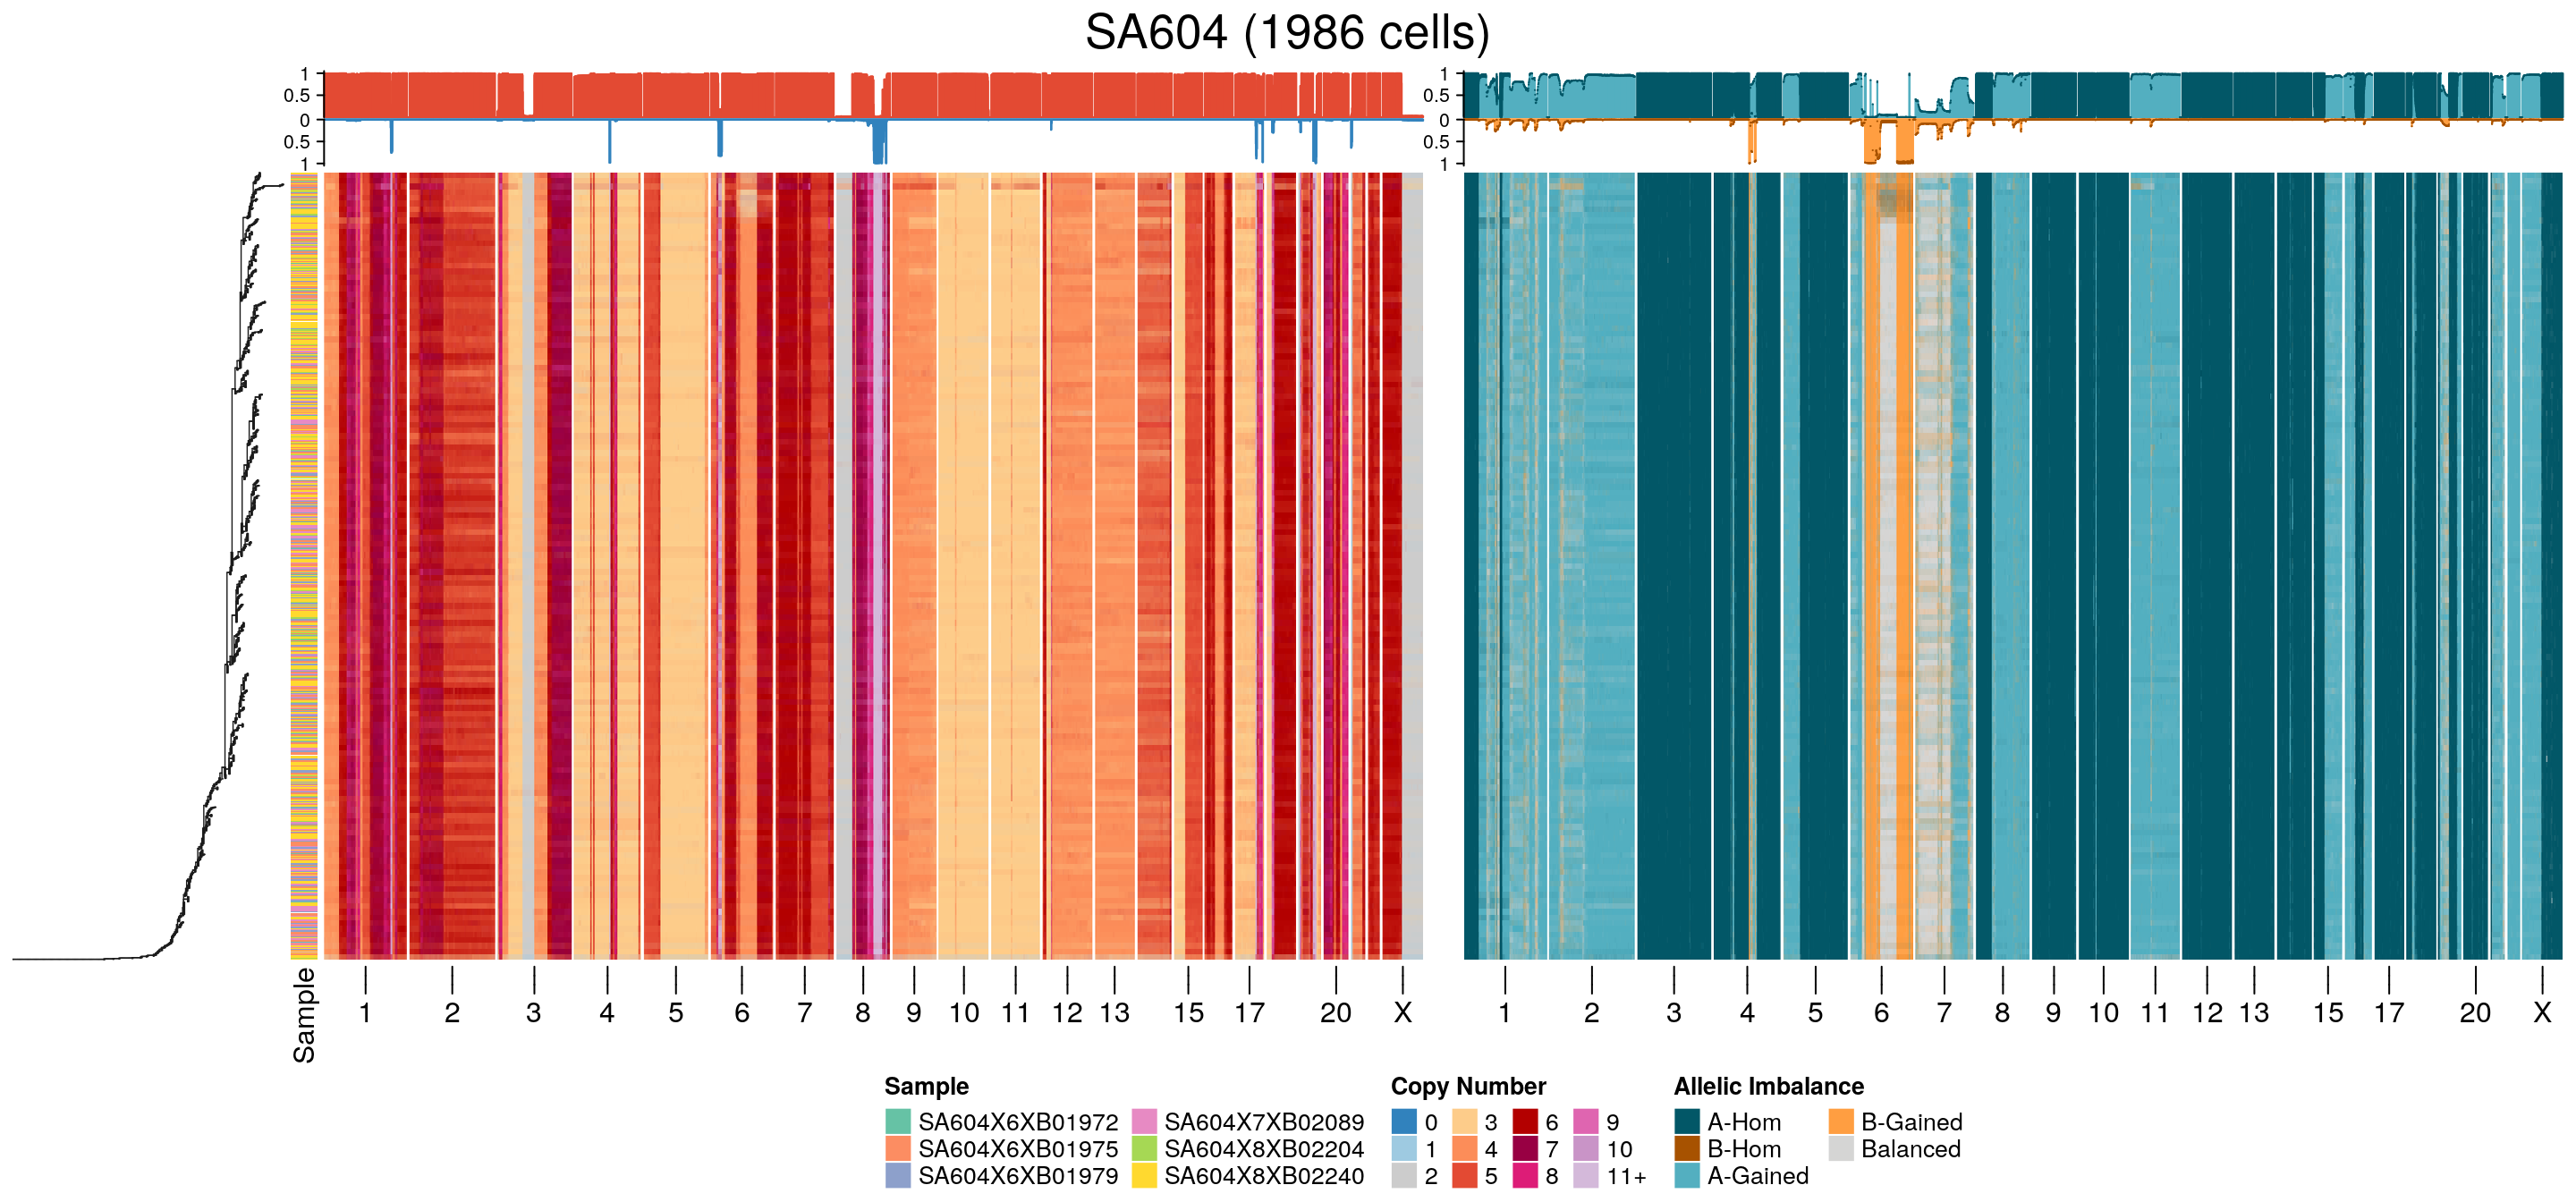 SA604 (1986 cells)
1
0.5
0
0.5
1
1
0.5
0
0.5
1
Sample
1 2 3 4 5 6 7 8 9 10 11 12 13 15 17 20 X
1 2 3 4 5 6 7 8 9 10 11 12 13 15 17 20 X
Sample
SA604X6XB01972
SA604X6XB01975
SA604X6XB01979
SA604X7XB02089
SA604X8XB02204
SA604X8XB02240
Copy Number
0
1
2
3
4
5
6
7
8
9
10
11+
Allelic Imbalance
A-Hom
B-Hom
A-Gained
B-Gained
Balanced